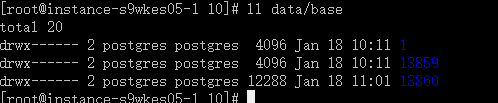 [root@instance-s9wkes05-1 10]# ll data/base
total 20
drwx------ 2 postgres postgres  4096 Jan 18 10:11 1
drwx------ 2 postgres postgres  4096 Jan 18 10:11 13859
drwx------ 2 postgres postgres 12288 Jan 18 11:01 13860
[root@instance-s9wkes05-1 10]#